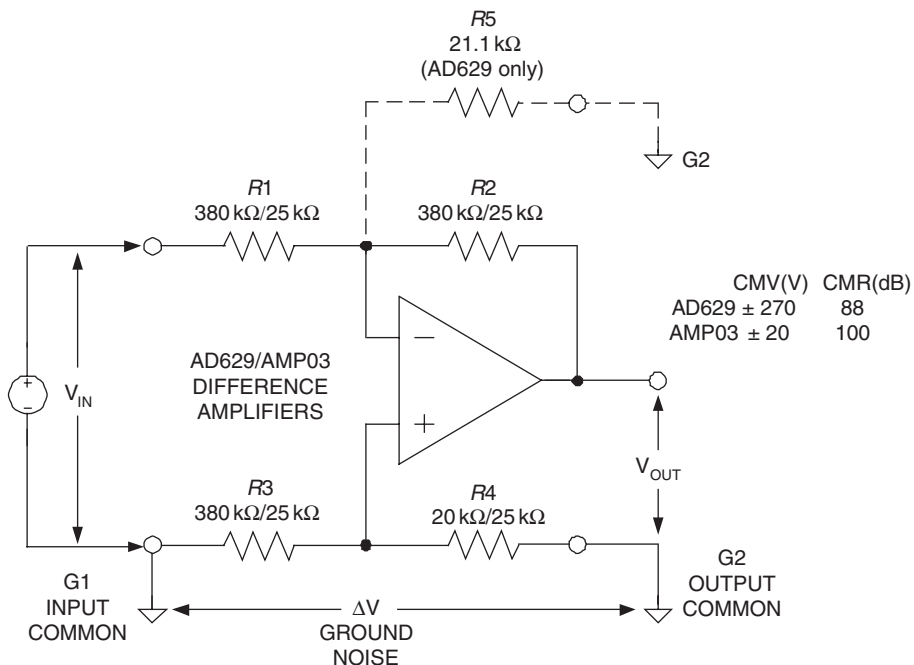 R5
21.1 kΩ
(AD629 only)
G2
R1
380 kΩ/25 kΩ
R2
380 kΩ/25 kΩ
CMV(V) CMR(dB)
AD629 ± 270 88
AMP03 ± 20 100
+
−
V_IN
AD629/AMP03
DIFFERENCE
AMPLIFIERS
−
+
V_OUT
R3
380 kΩ/25 kΩ
R4
20 kΩ/25 kΩ
G1
INPUT
COMMON
ΔV
GROUND
NOISE
G2
OUTPUT
COMMON